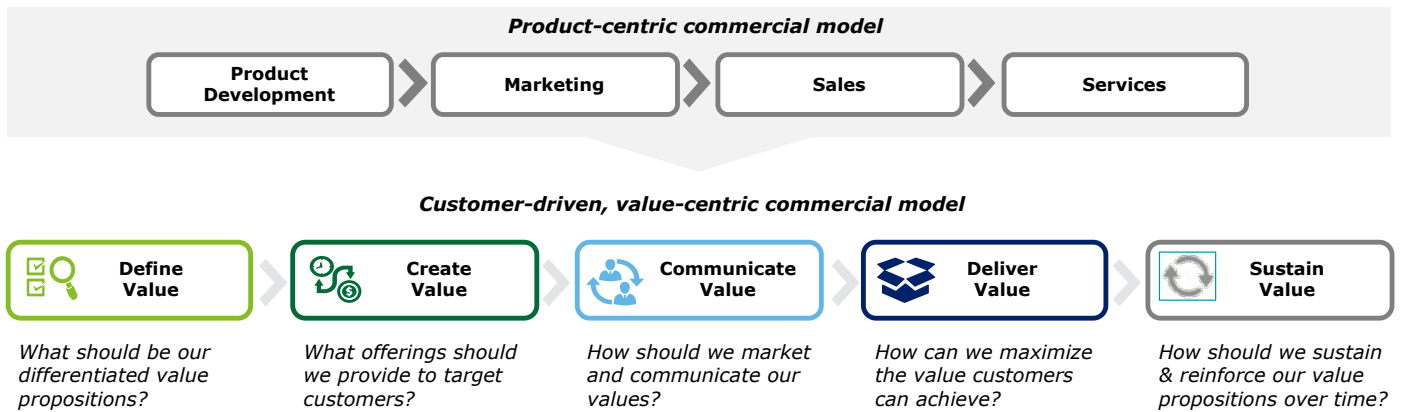 Product-centric commercial model
Product
Development
Marketing
Sales
Services
Customer-driven, value-centric commercial model
Define
Value
Create
Value
Communicate
Value
Deliver
Value
Sustain
Value
What should be our
differentiated value
propositions?
What offerings should
we provide to target
customers?
How should we market
and communicate our
values?
How can we maximize
the value customers
can achieve?
How should we sustain
& reinforce our value
propositions over time?